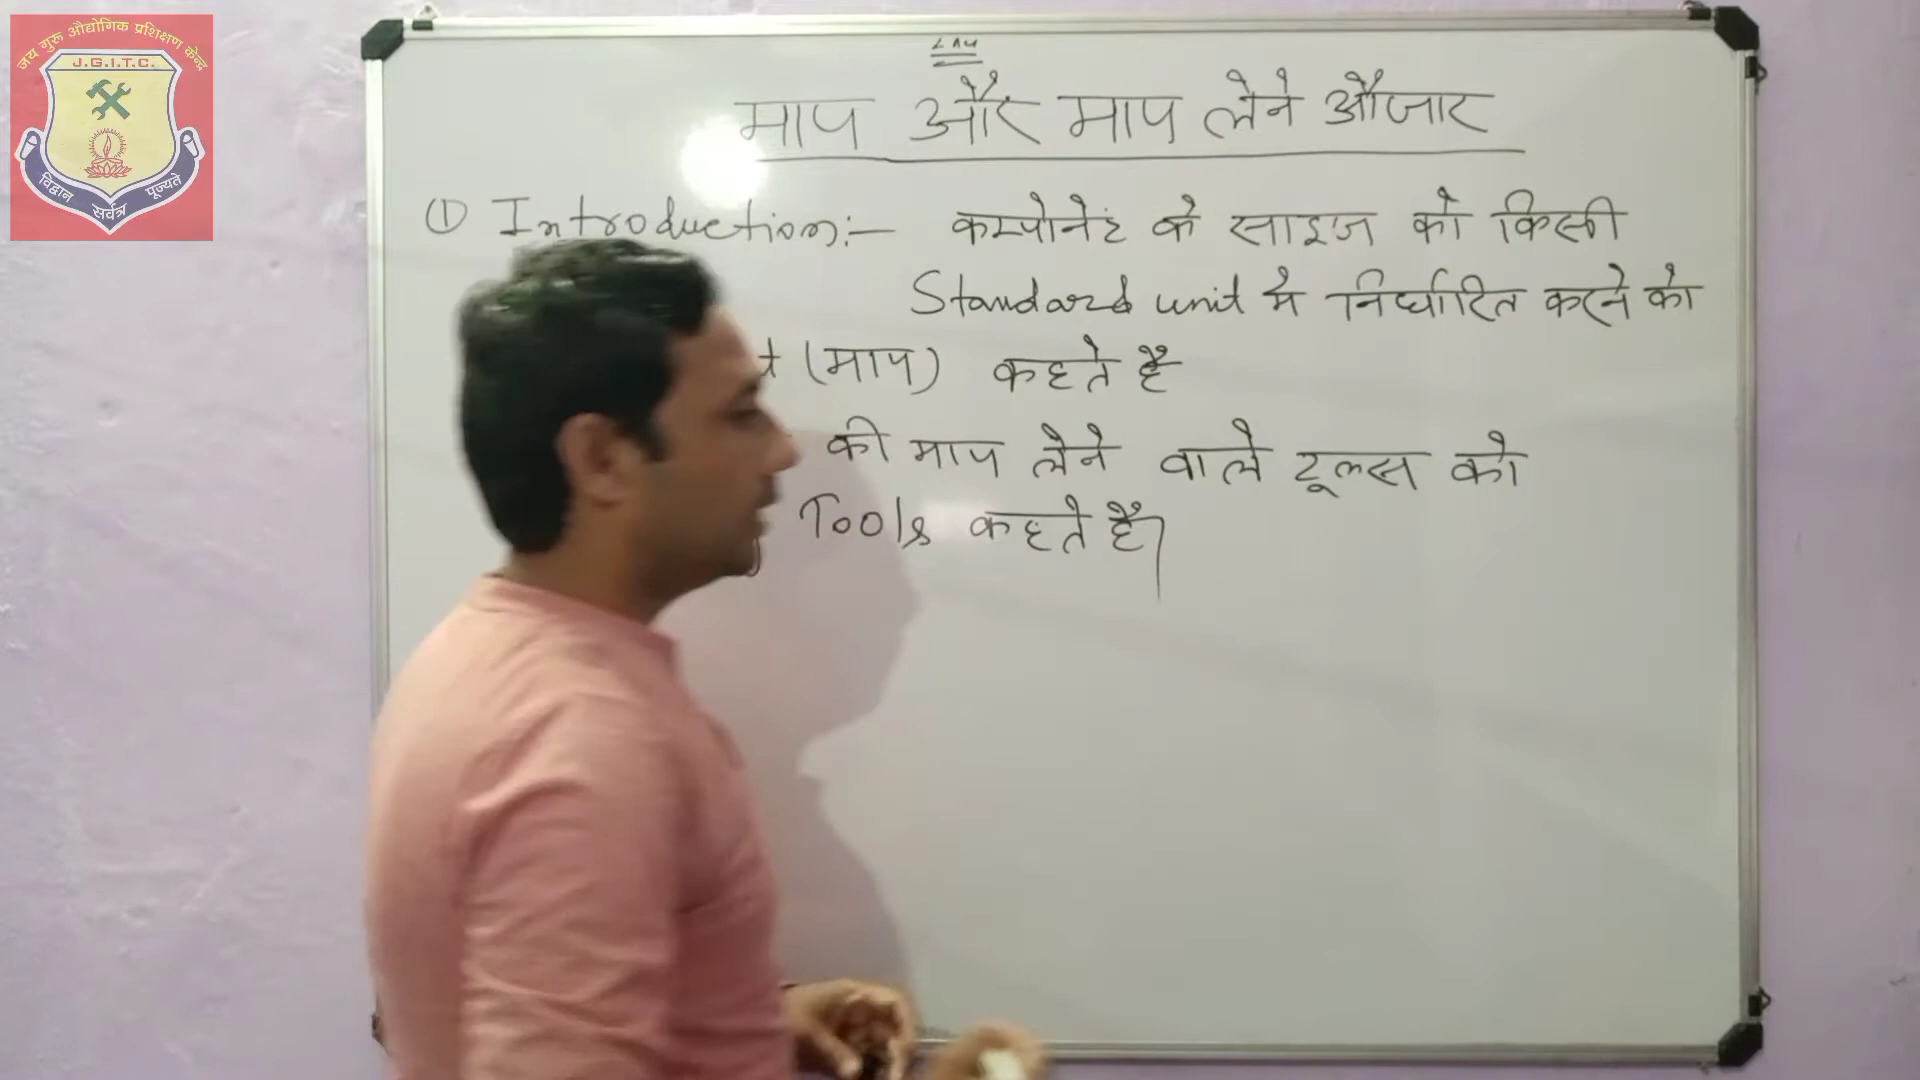 जय गुरू औद्योगिक प्रशिक्षण केन्द्र
J.G.I.T.C.
विद्वान सर्वत्र पूज्यते
माप और माप लेने औजार
① Introduction:— कम्पोनेंट के साइज को किसी
Standard unit मे निर्धारित करने को
(माप) कहते है
की माप लेने वाले टूल्स को
Tools कहते हैं।